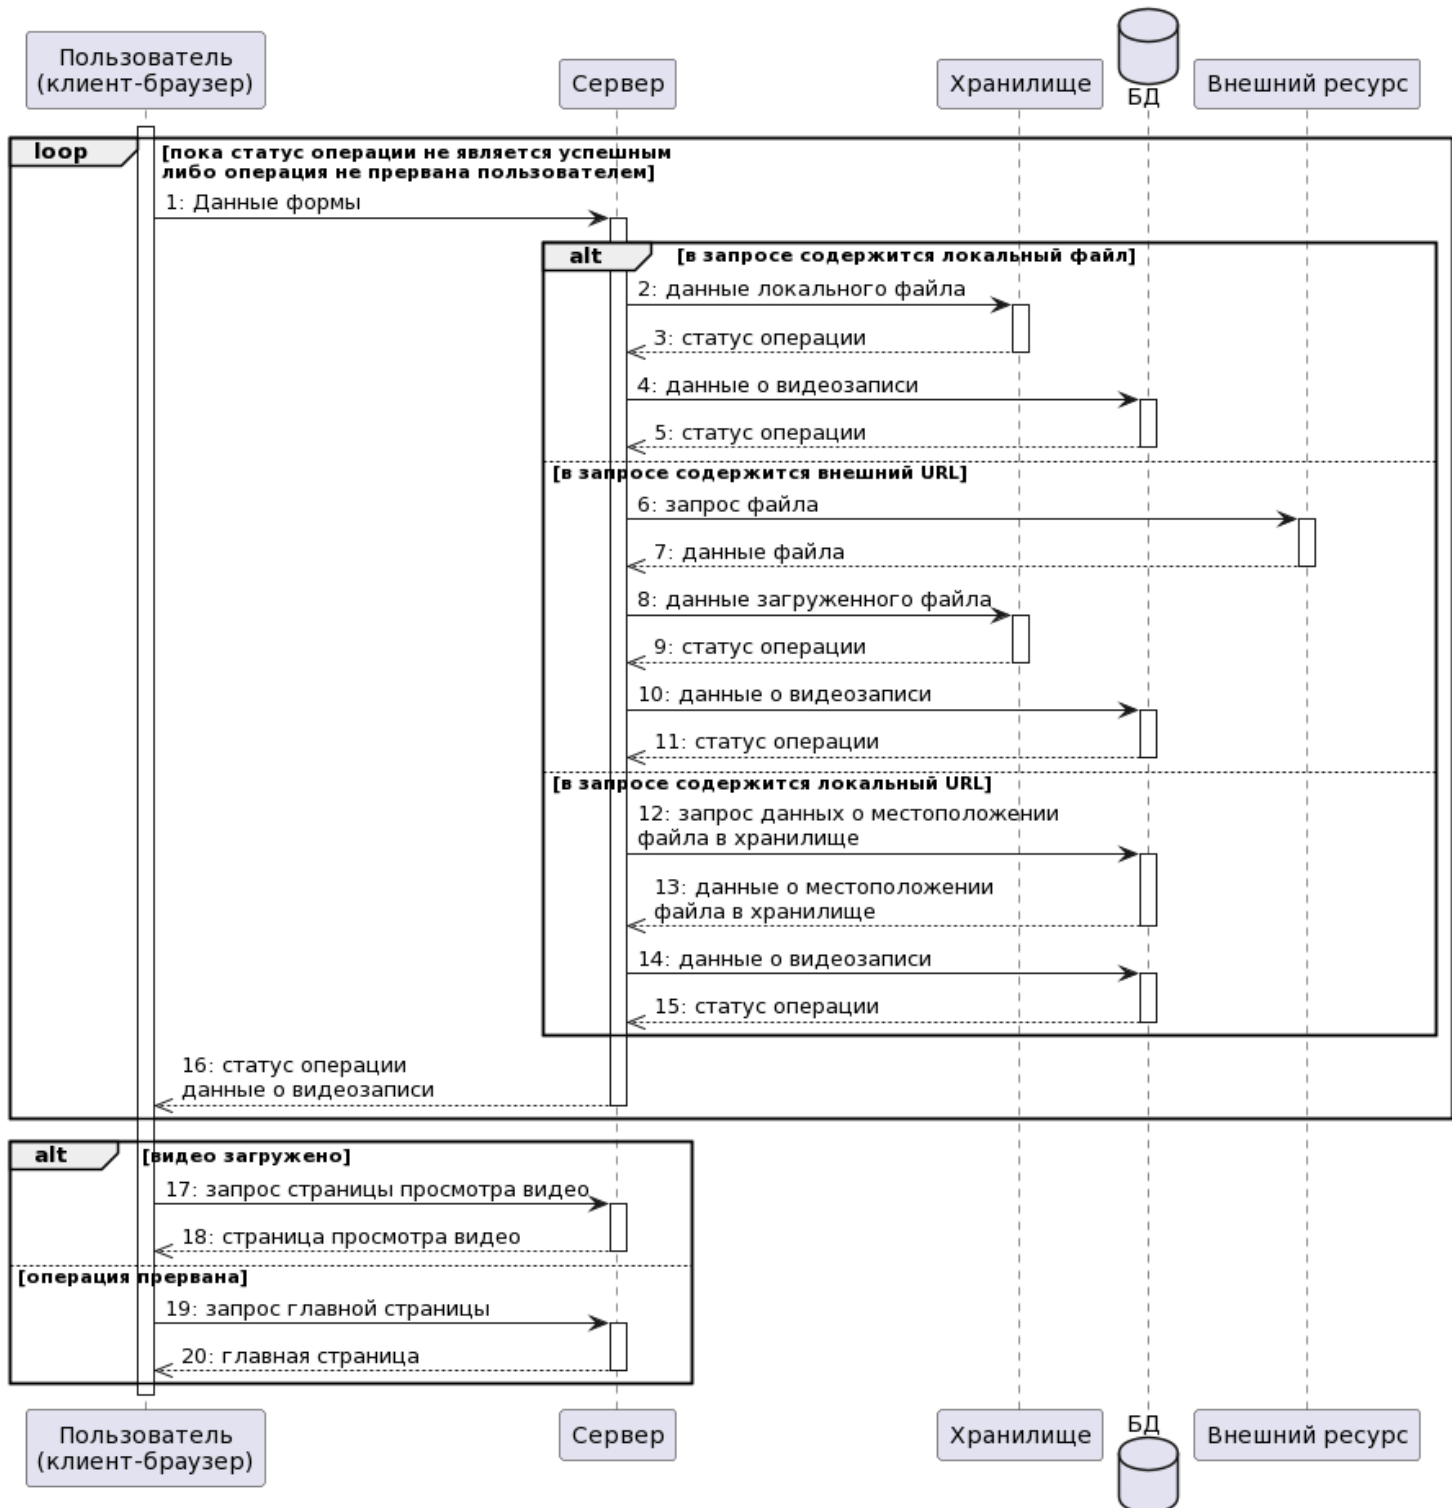 Пользователь
(клиент-браузер)
Сервер
Хранилище
БД
Внешний ресурс
loop
[пока статус операции не является успешным
либо операция не прервана пользователем]
1: Данные формы
alt
[в запросе содержится локальный файл]
2: данные локального файла
3: статус операции
4: данные о видеозаписи
5: статус операции
[в запросе содержится внешний URL]
6: запрос файла
7: данные файла
8: данные загруженного файла
9: статус операции
10: данные о видеозаписи
11: статус операции
[в запросе содержится локальный URL]
12: запрос данных о местоположении
файла в хранилище
13: данные о местоположении
файла в хранилище
14: данные о видеозаписи
15: статус операции
16: статус операции
данные о видеозаписи
alt
[видео загружено]
17: запрос страницы просмотра видео
18: страница просмотра видео
[операция прервана]
19: запрос главной страницы
20: главная страница
Пользователь
(клиент-браузер)
Сервер
Хранилище
БД
Внешний ресурс